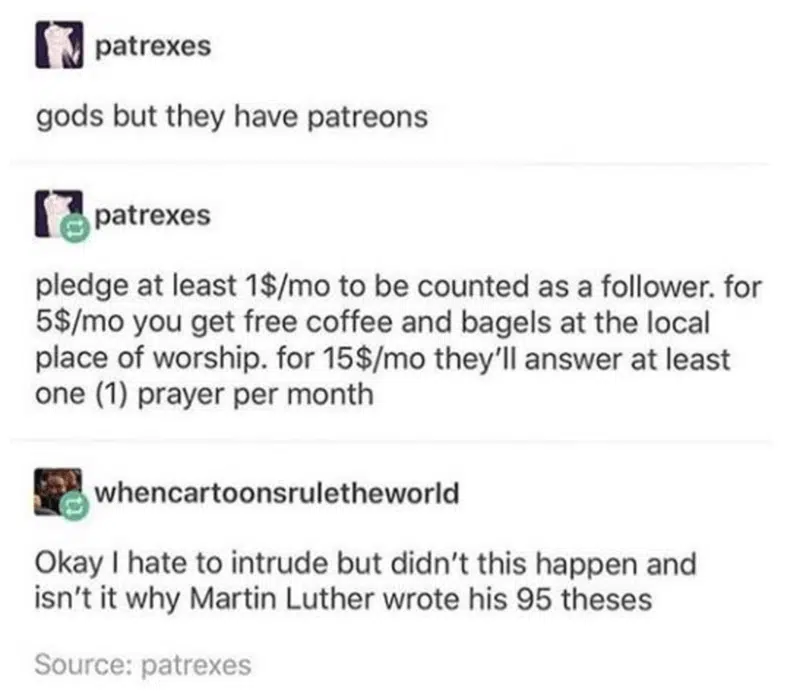 patrexes
gods but they have patreons
patrexes
pledge at least 1$/mo to be counted as a follower. for
5$/mo you get free coffee and bagels at the local
place of worship. for 15$/mo they'll answer at least
one (1) prayer per month
whencartoonsruletheworld
Okay I hate to intrude but didn't this happen and
isn't it why Martin Luther wrote his 95 theses
Source: patrexes